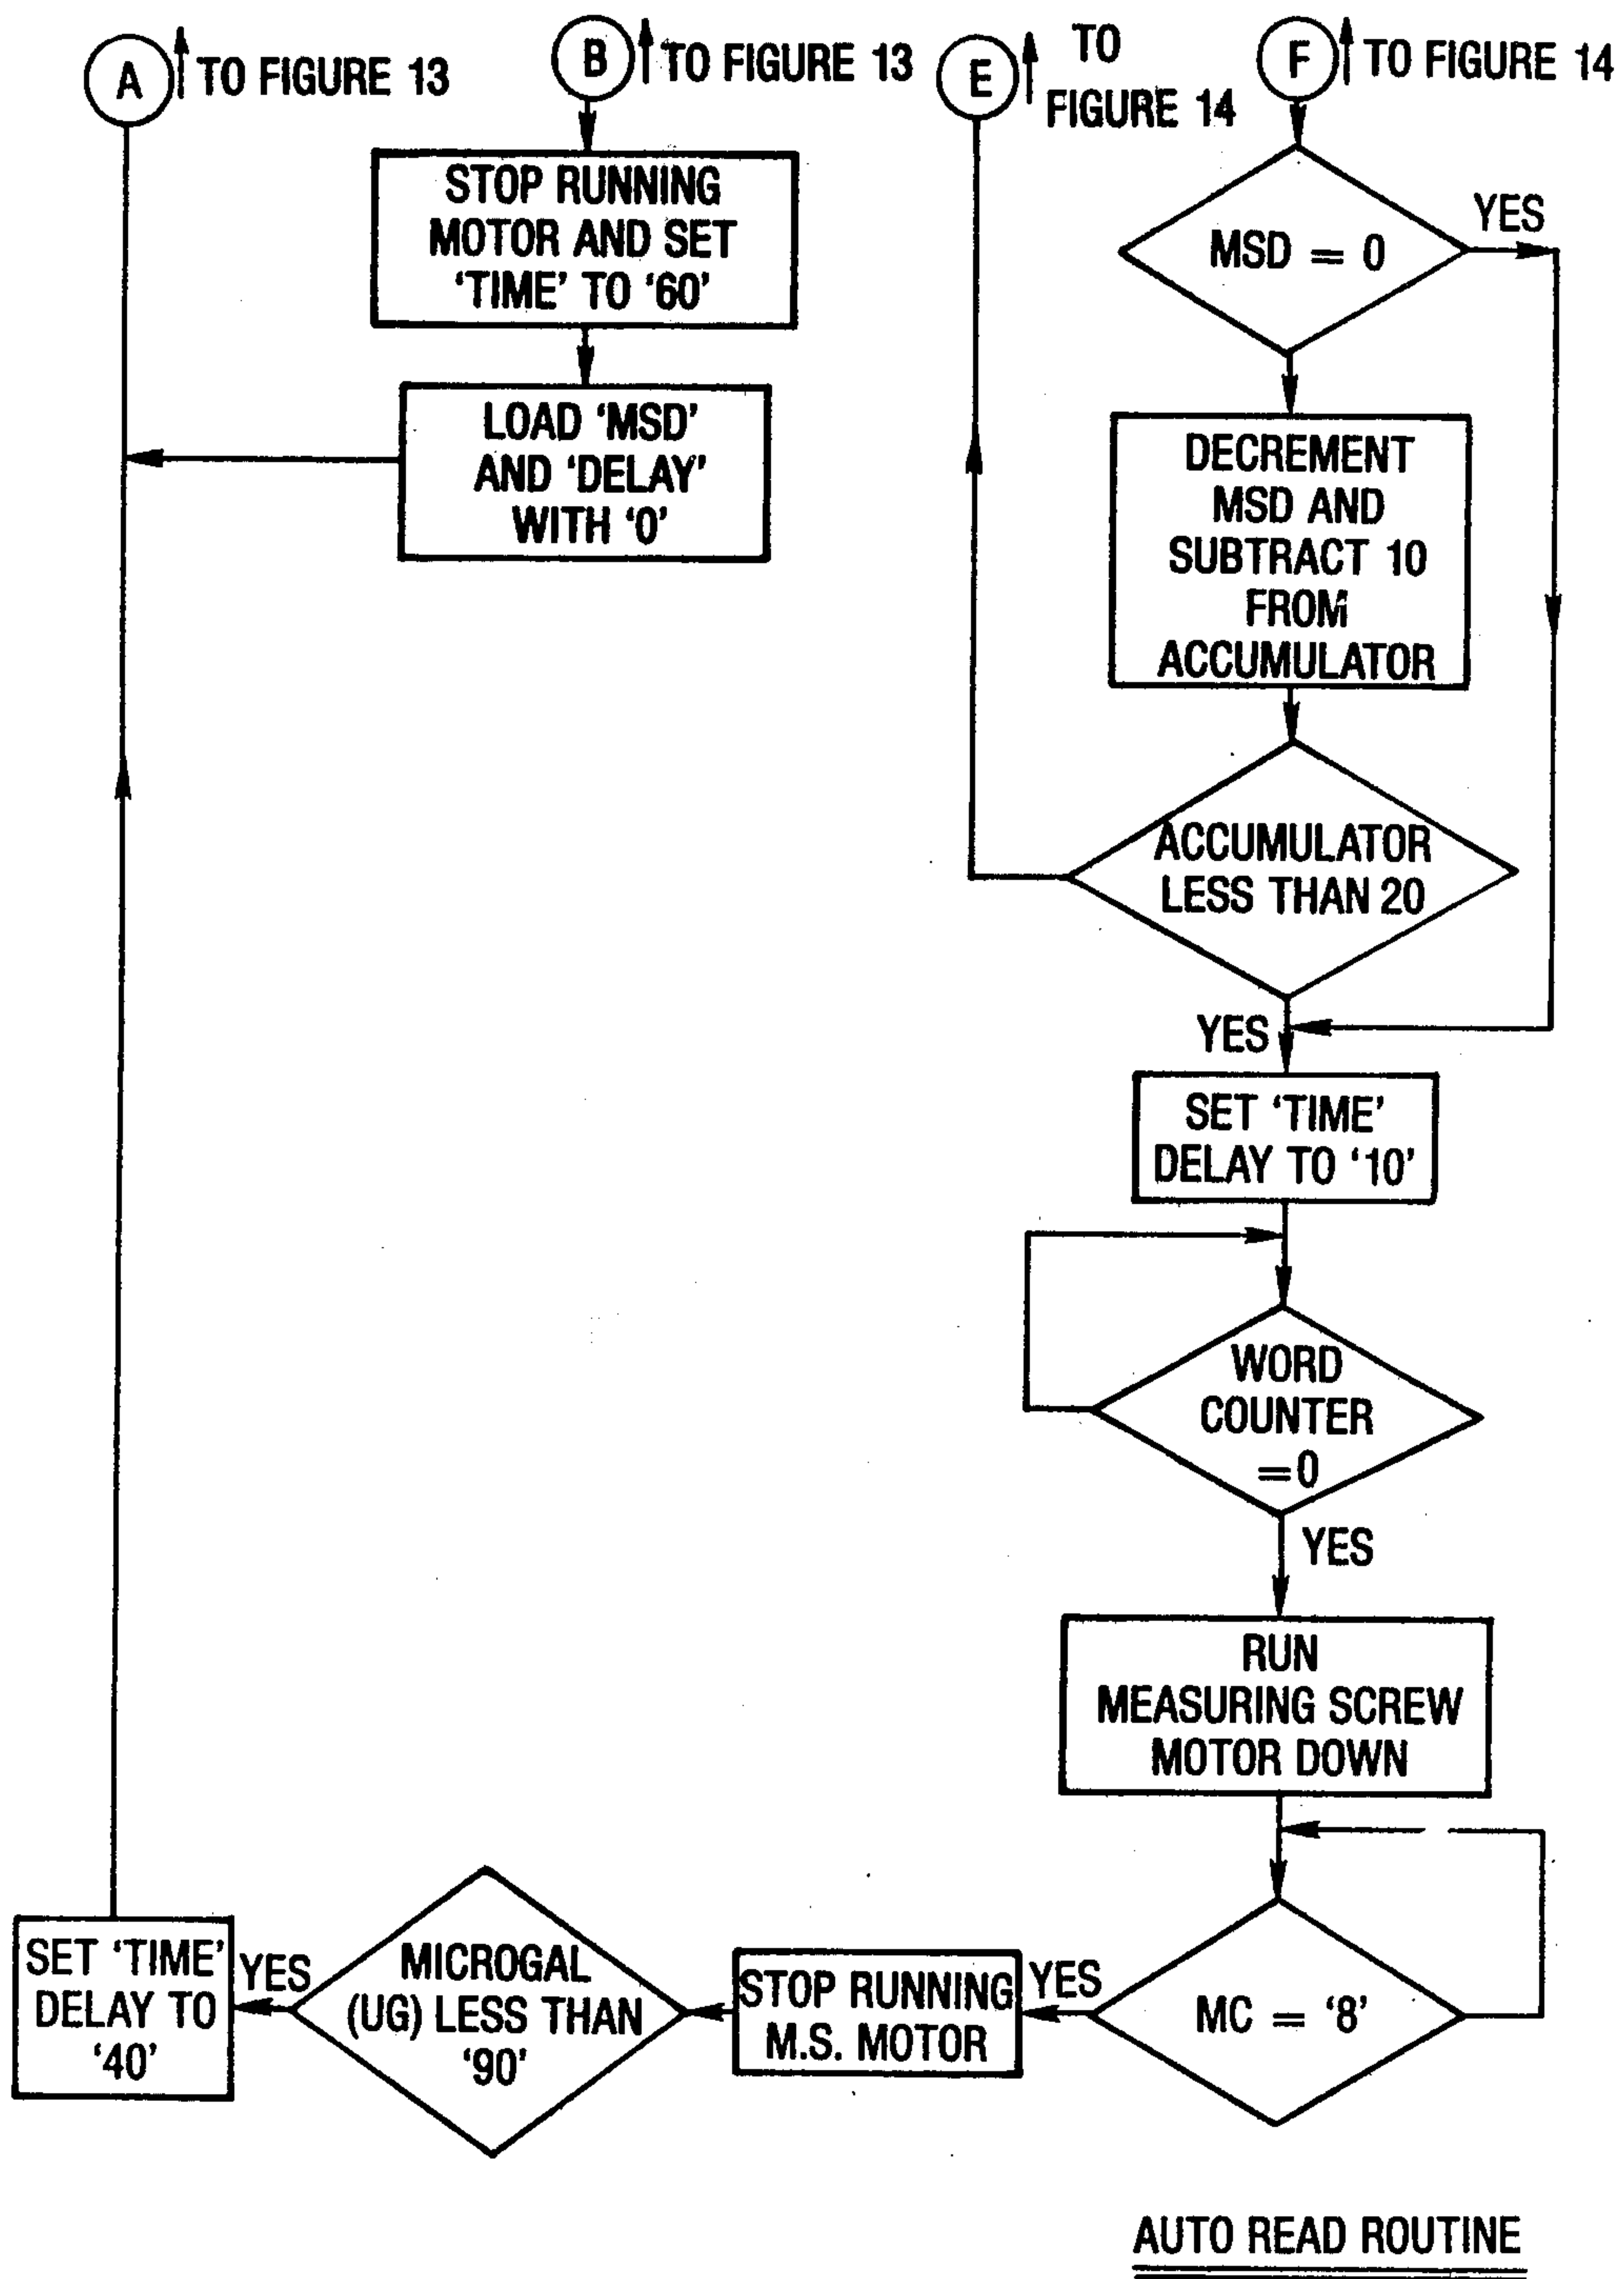 A
TO FIGURE 13
B
TO FIGURE 13
E
TO
FIGURE 14
F
TO FIGURE 14
STOP RUNNING
MOTOR AND SET
‘TIME’ TO ‘60’
LOAD ‘MSD’
AND ‘DELAY’
WITH ‘0’
MSD = 0
YES
DECREMENT
MSD AND
SUBTRACT 10
FROM
ACCUMULATOR
ACCUMULATOR
LESS THAN 20
YES
SET ‘TIME’
DELAY TO ‘10’
WORD
COUNTER
=0
YES
RUN
MEASURING SCREW
MOTOR DOWN
MC = ‘8’
YES
STOP RUNNING
M.S. MOTOR
MICROGAL
(UG) LESS THAN
‘90’
YES
SET ‘TIME’
DELAY TO
‘40’
AUTO READ ROUTINE